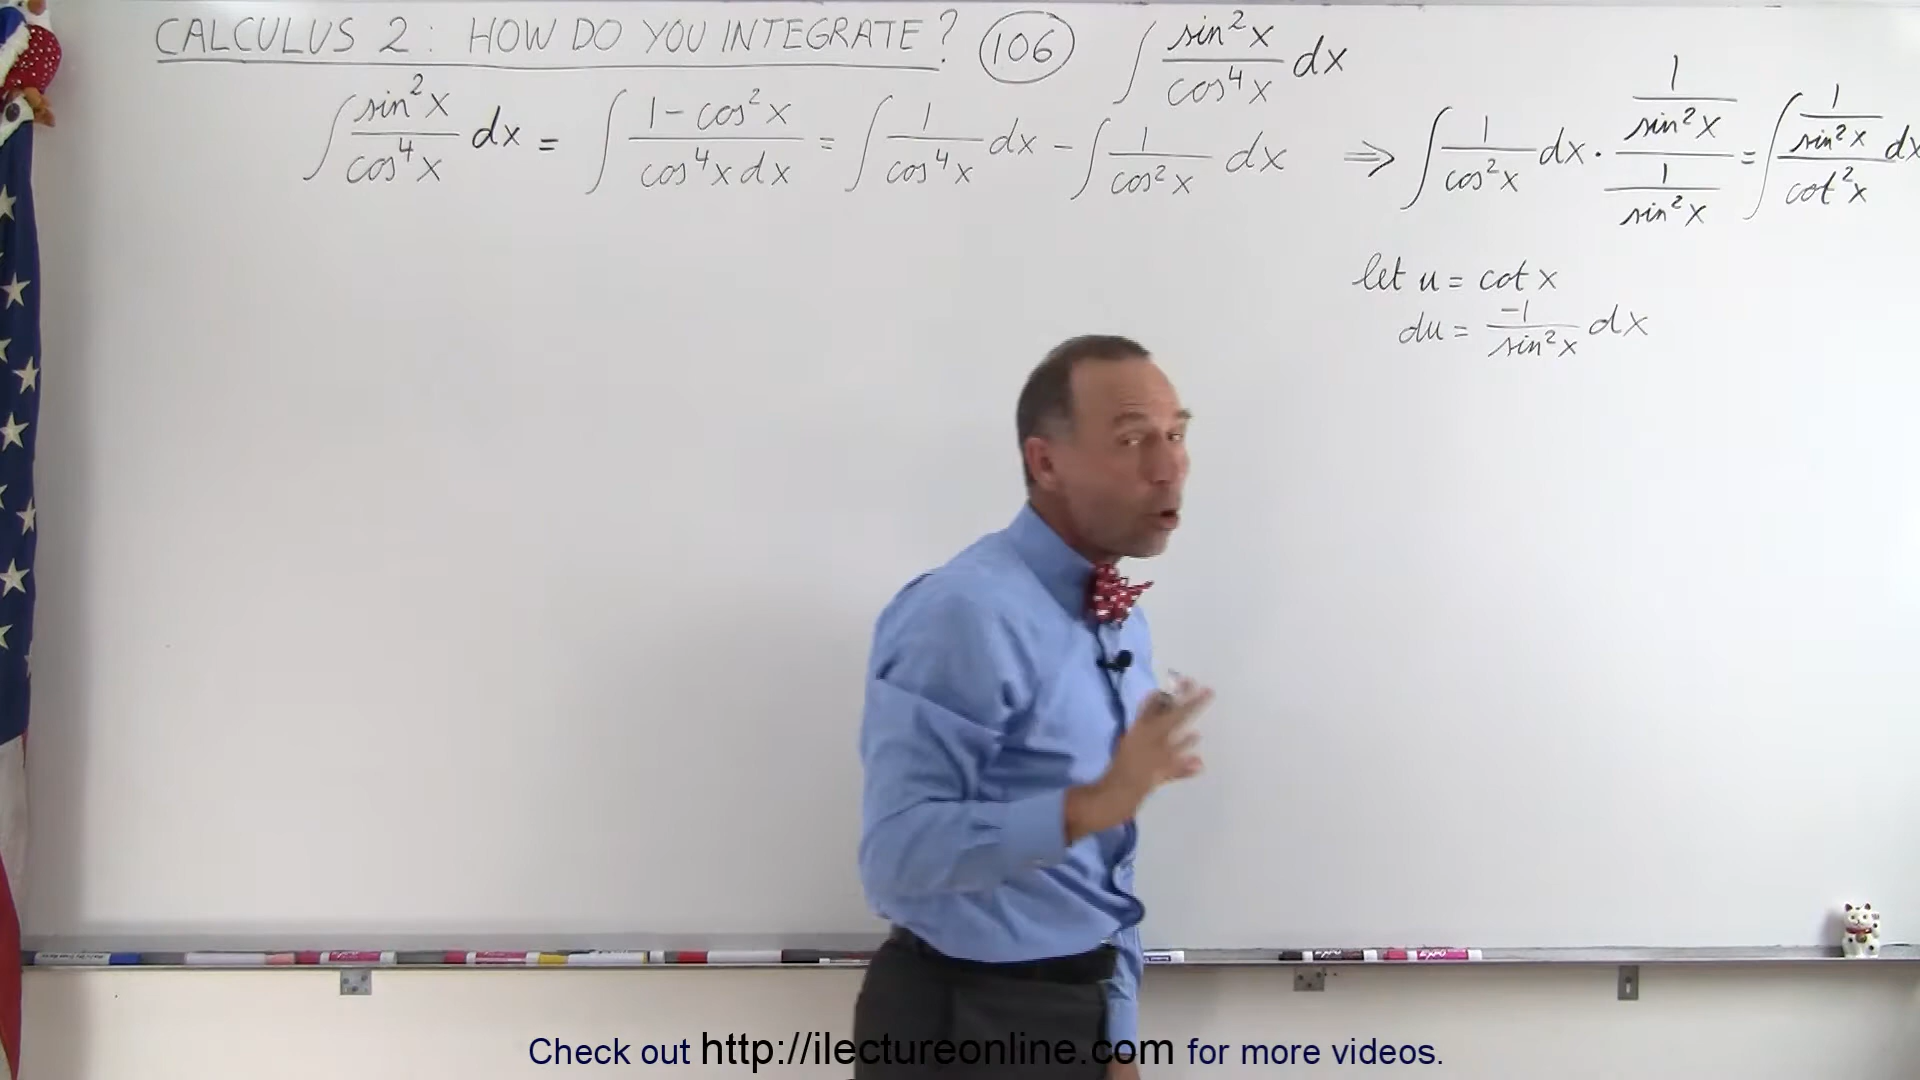 CALCULUS 2: HOW DO YOU INTEGRATE? 106 ∫ sin²x/cos⁴x dx
∫ sin²x/cos⁴x dx = ∫ 1-cos²x/cos⁴x dx = ∫ 1/cos⁴x dx - ∫ 1/cos²x dx ⇒ ∫ 1/cos²x dx · (1/sin²x)/(1/sin²x) = ∫ (1/sin²x)/cot²x dx
let u = cot x
du = -1/sin²x dx
Check out http://ilectureonline.com for more videos.